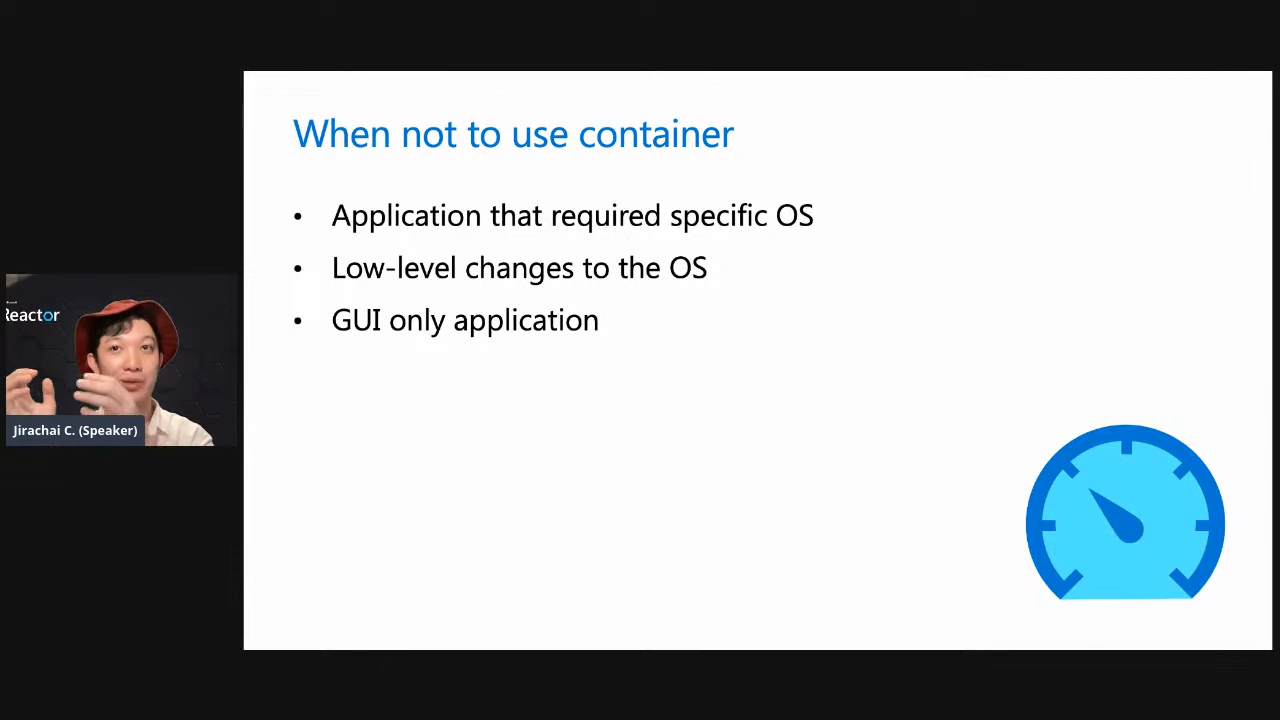 When not to use container
• Application that required specific OS
• Low-level changes to the OS
• GUI only application
Reactor
Jirachai C. (Speaker)